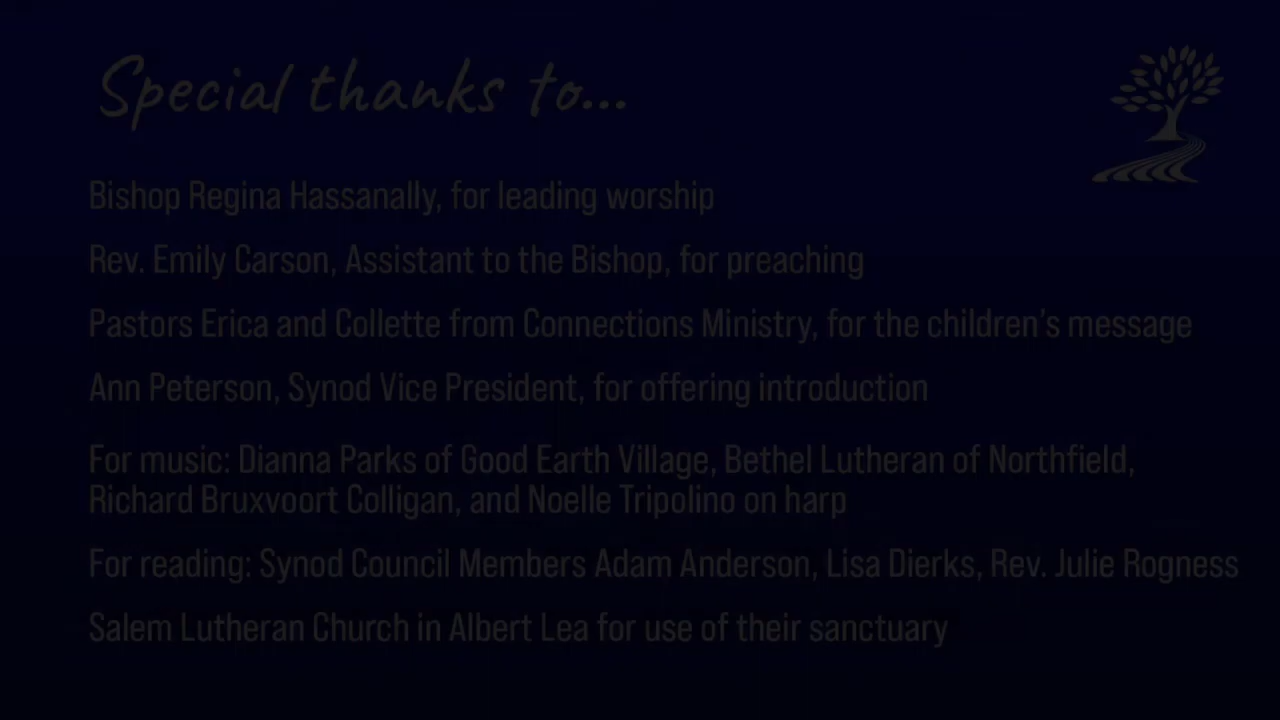 Special thanks to...
Bishop Regina Hassanally, for leading worship
Rev. Emily Carson, Assistant to the Bishop, for preaching
Pastors Erica and Collette from Connections Ministry, for the children's message
Ann Peterson, Synod Vice President, for offering introduction
For music: Dianna Parks of Good Earth Village, Bethel Lutheran of Northfield,
Richard Bruxvoort Colligan, and Noelle Tripolino on harp
For reading: Synod Council Members Adam Anderson, Lisa Dierks, Rev. Julie Rogness
Salem Lutheran Church in Albert Lea for use of their sanctuary